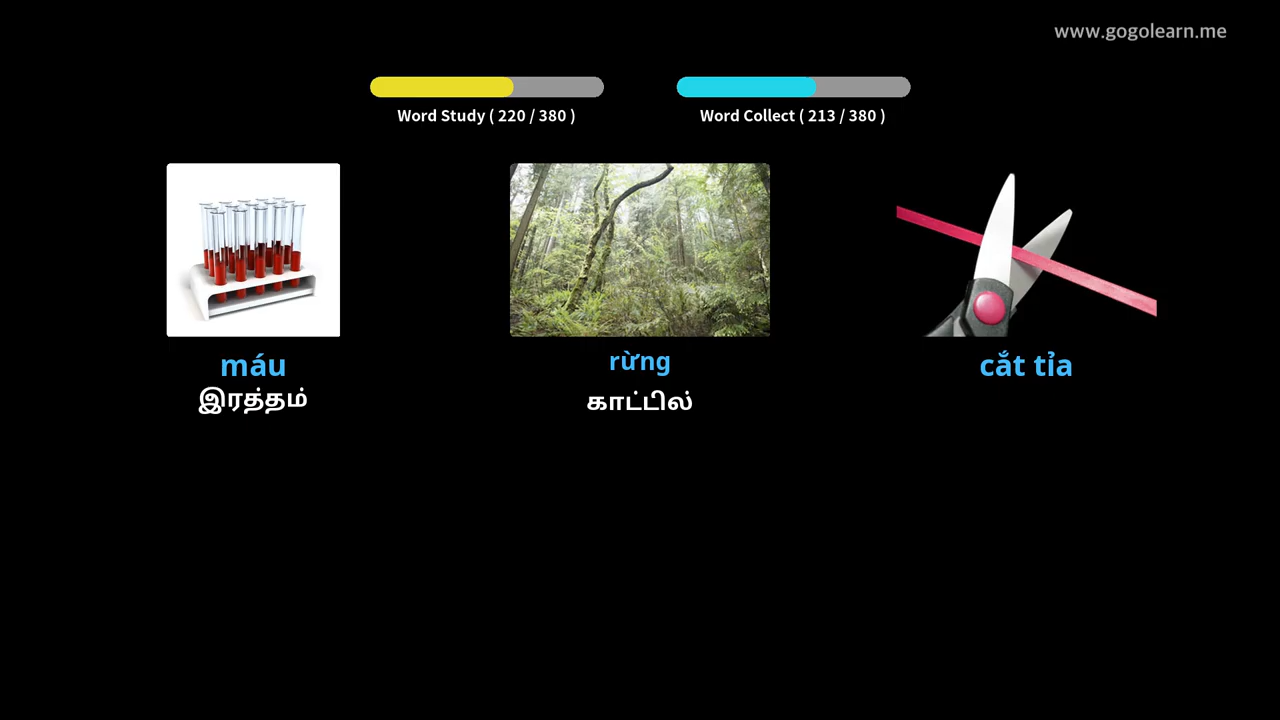 www.gogolearn.me
Word Study ( 220 / 380 )
Word Collect ( 213 / 380 )
máu
இரத்தம்
rừng
காட்டில்
cắt tỉa